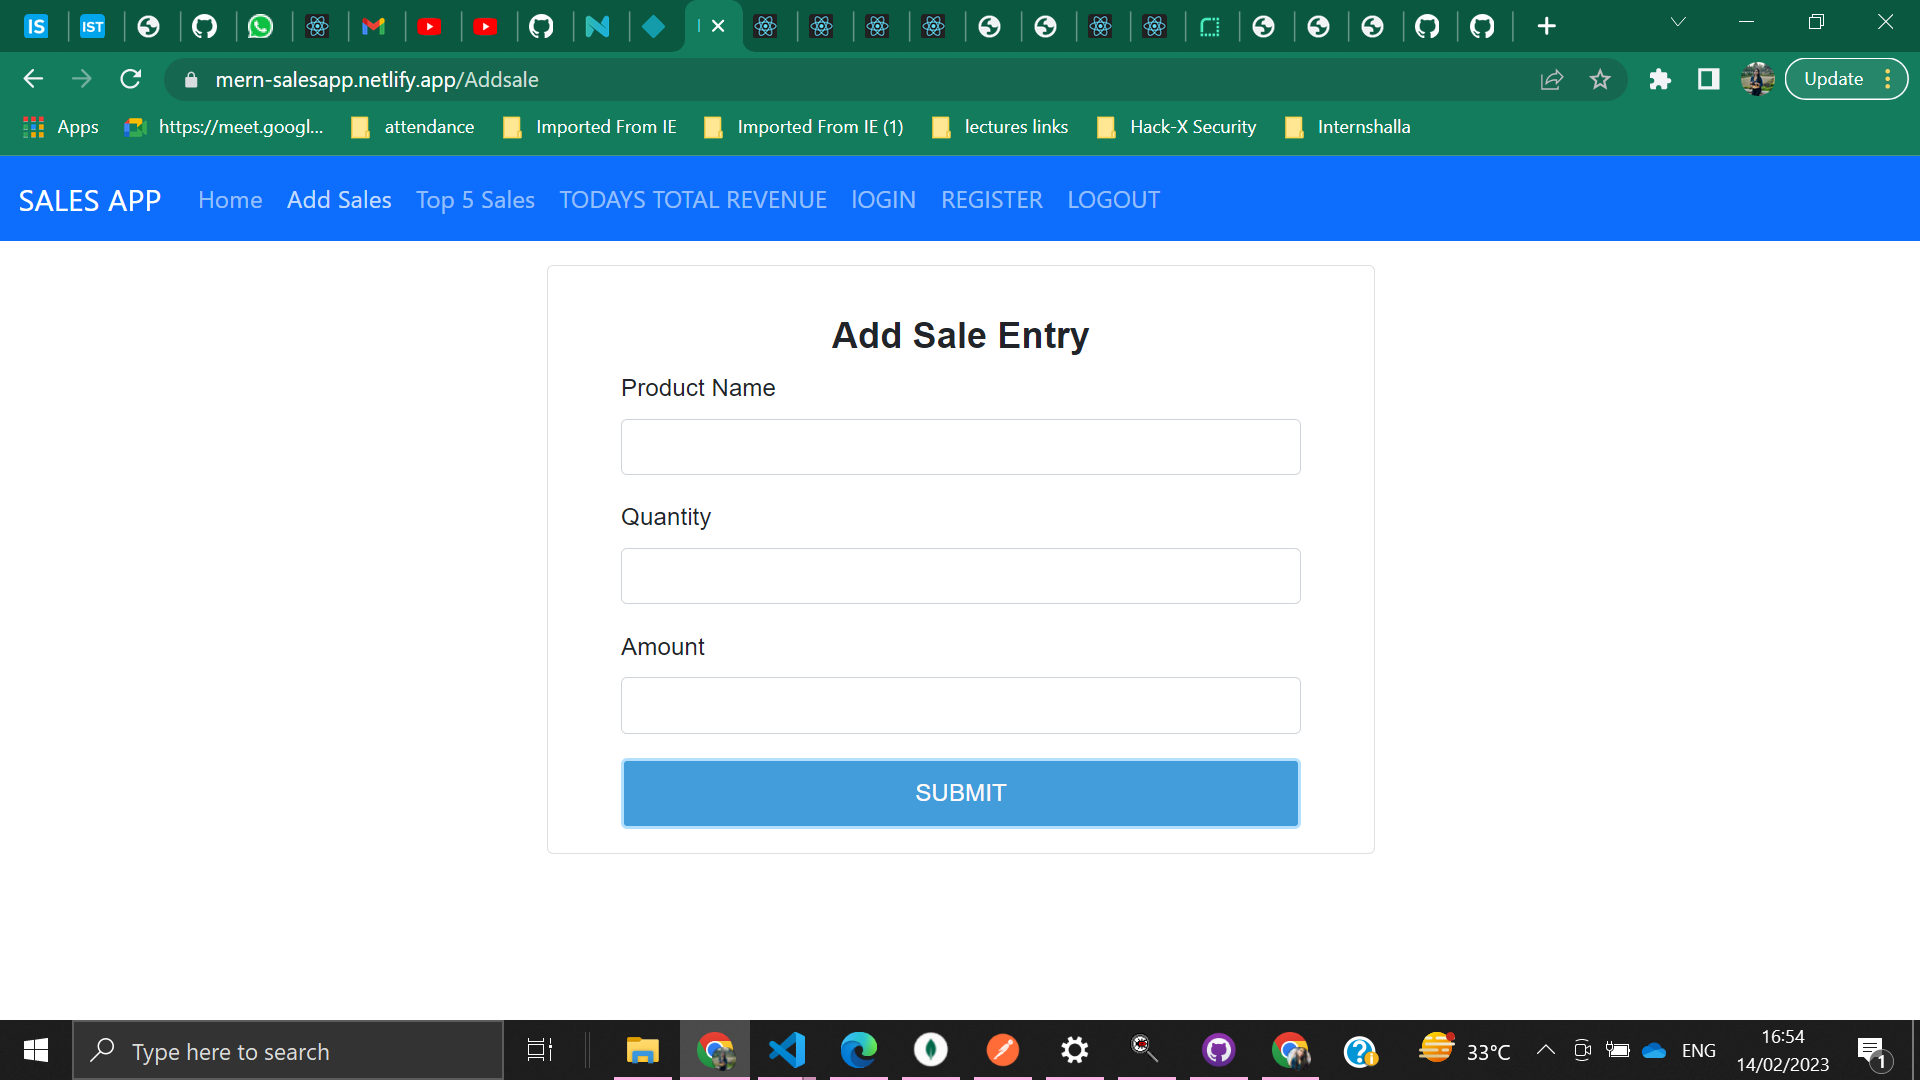 IS
IST
mern-salesapp.netlify.app/Addsale
Update
Apps
https://meet.googl...
attendance
Imported From IE
Imported From IE (1)
lectures links
Hack-X Security
Internshalla
SALES APP
Home
Add Sales
Top 5 Sales
TODAYS TOTAL REVENUE
lOGIN
REGISTER
LOGOUT
Add Sale Entry
Product Name
Quantity
Amount
SUBMIT
Type here to search
33°C
ENG
16:54
14/02/2023
1